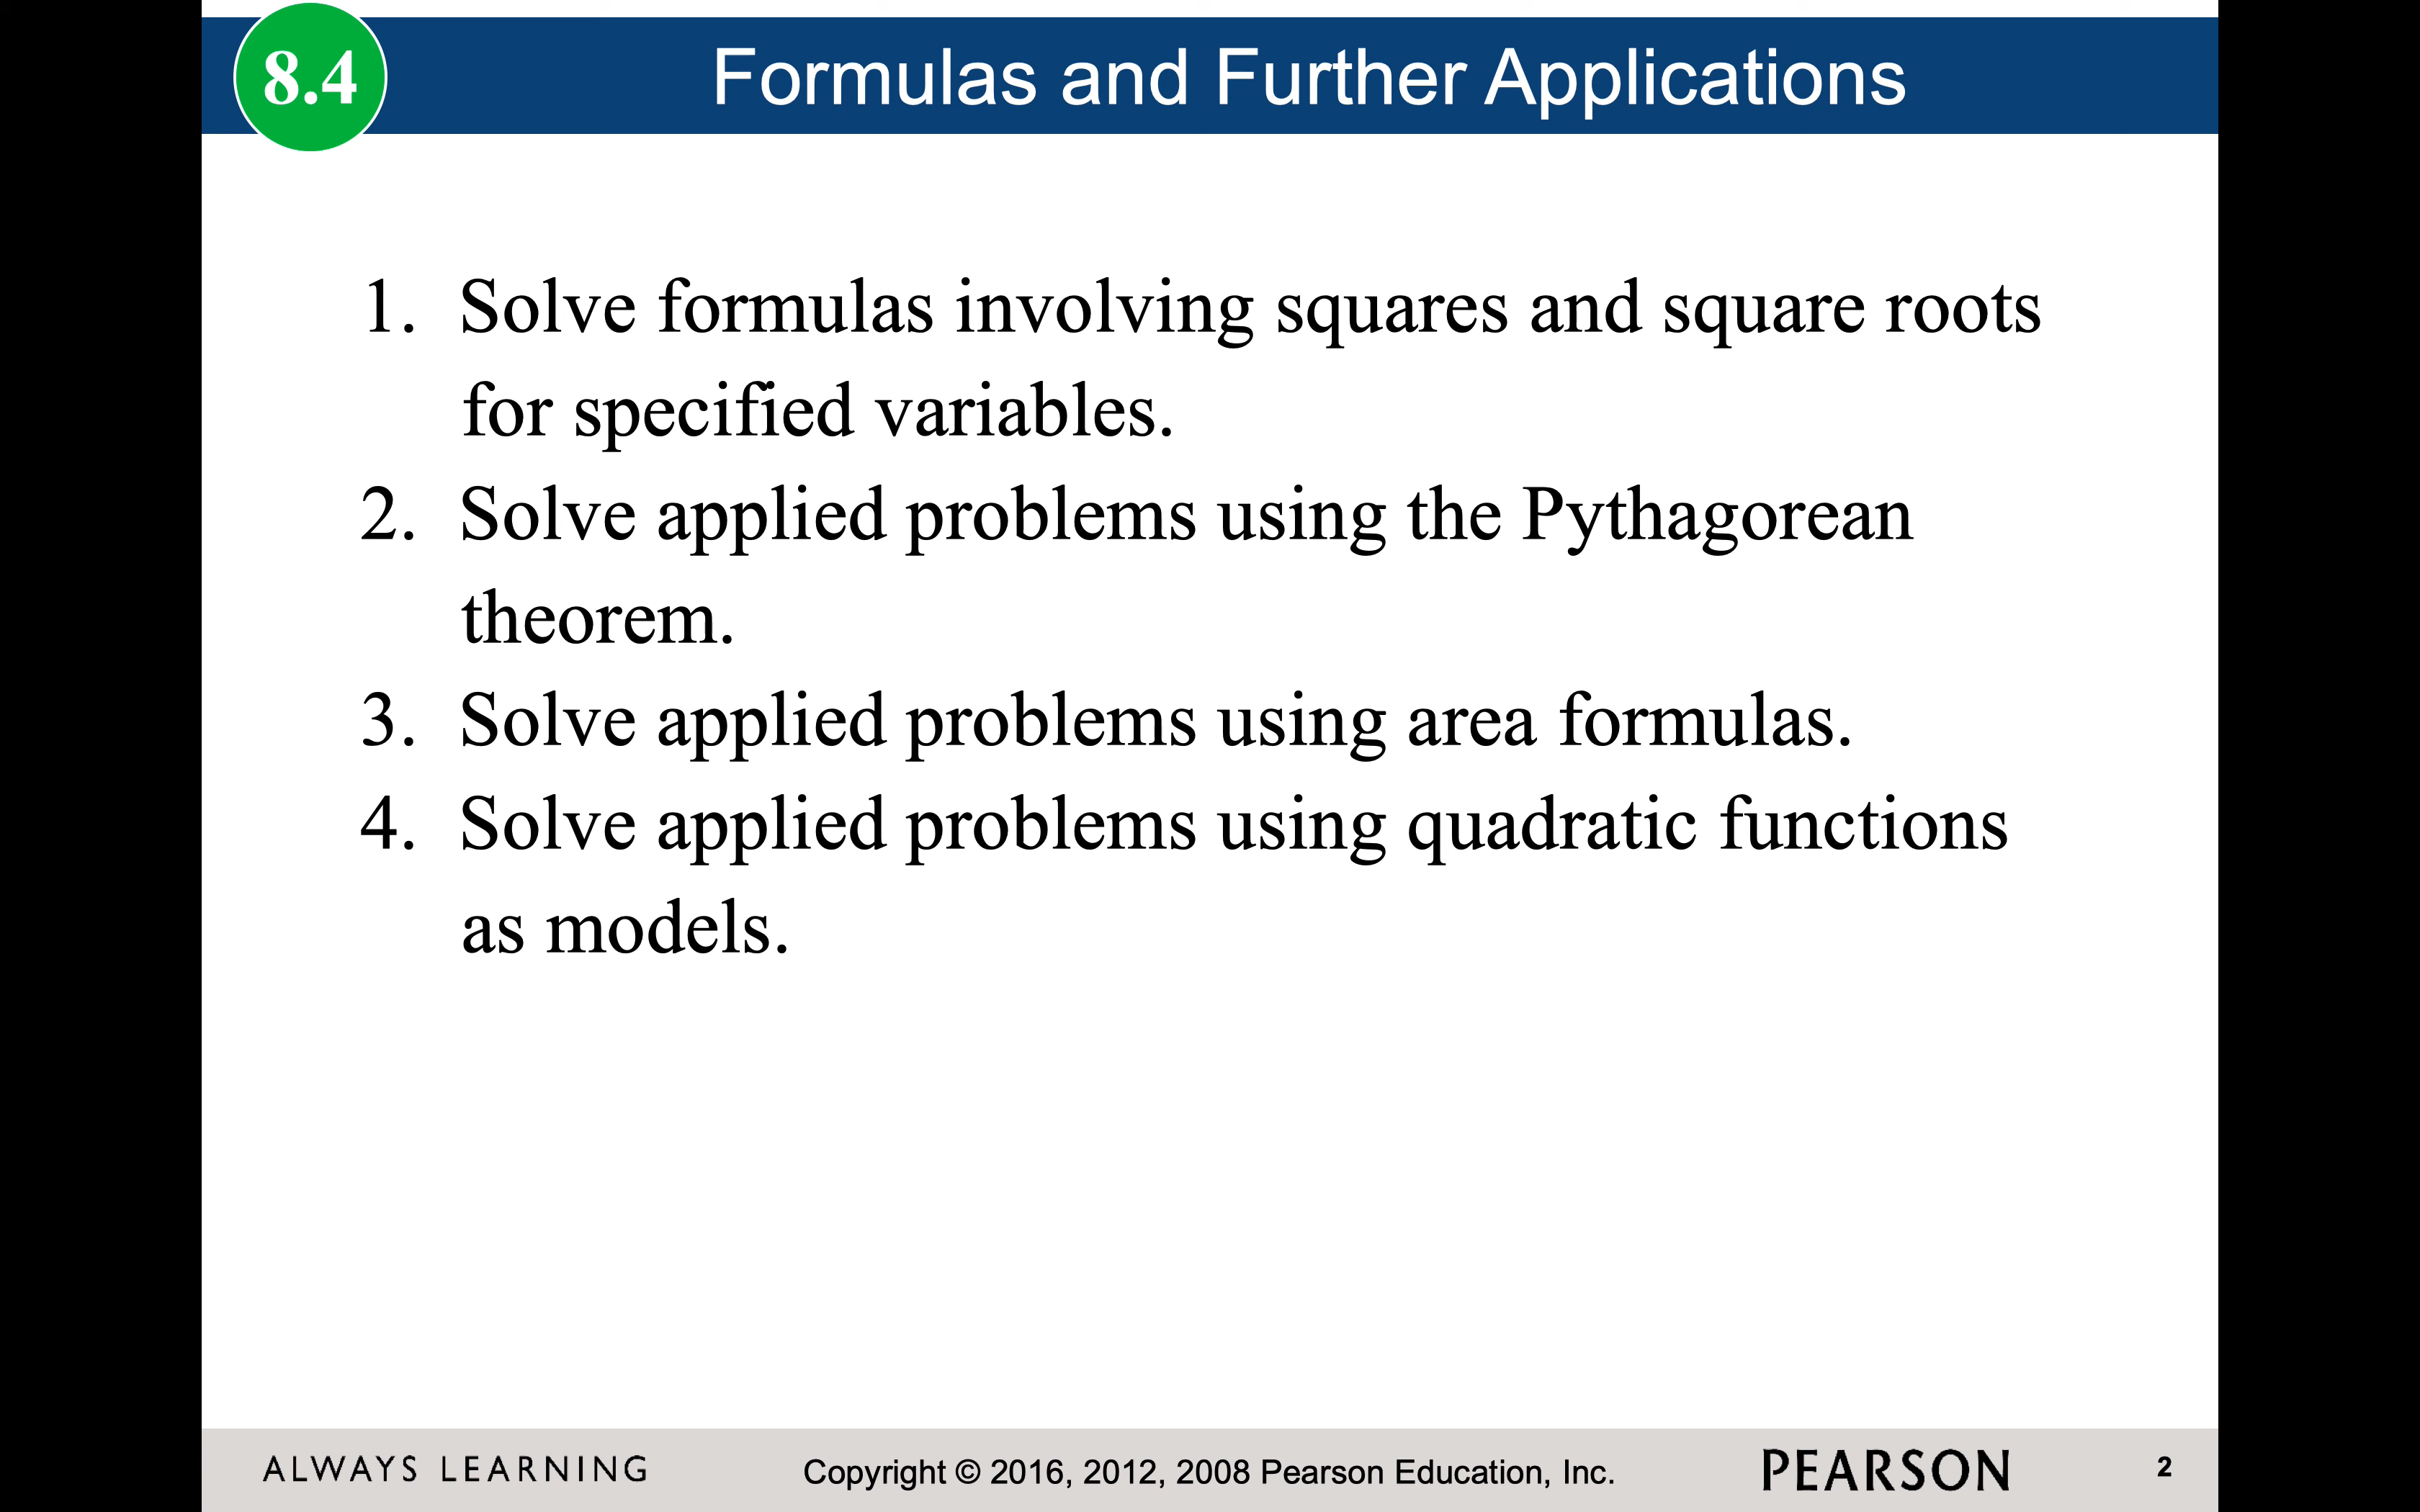 8.4
Formulas and Further Applications
1. Solve formulas involving squares and square roots
for specified variables.
2. Solve applied problems using the Pythagorean
theorem.
3. Solve applied problems using area formulas.
4. Solve applied problems using quadratic functions
as models.
ALWAYS LEARNING
Copyright © 2016, 2012, 2008 Pearson Education, Inc.
PEARSON
2